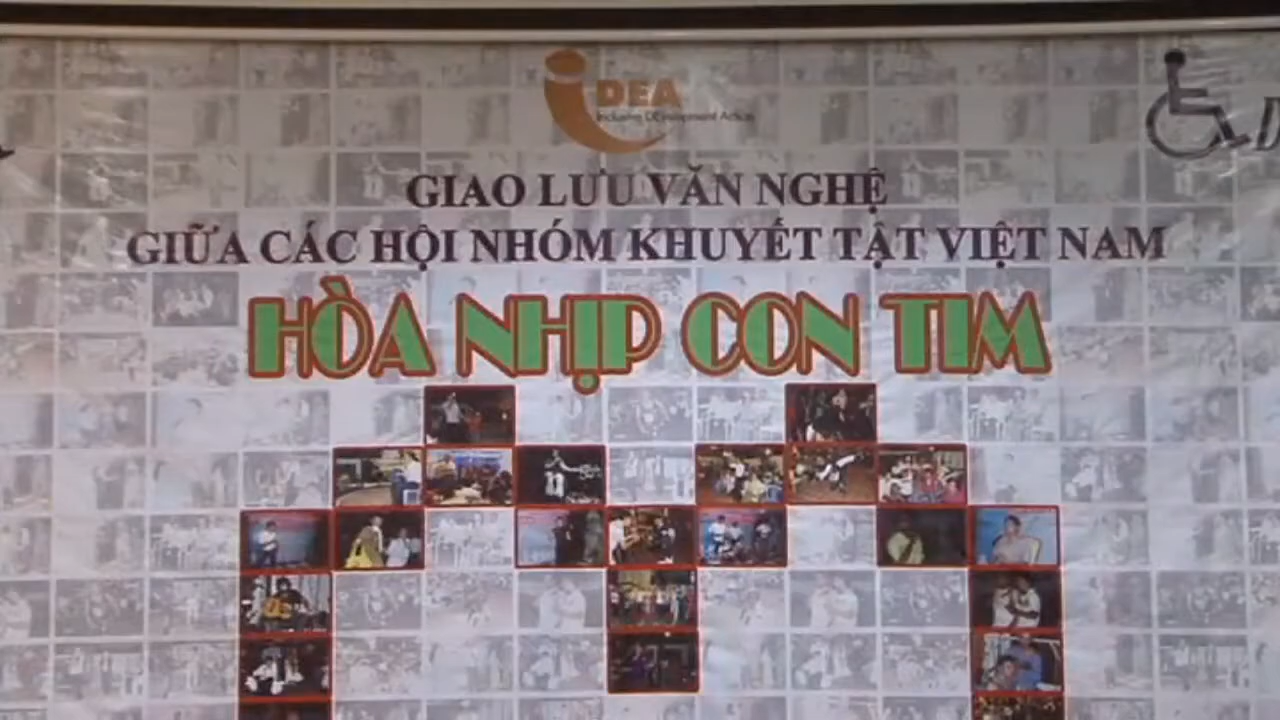 iDEA
Inclusive DEvelopment Action
GIAO LƯU VĂN NGHỆ
GIỮA CÁC HỘI NHÓM KHUYẾT TẬT VIỆT NAM
HÒA NHỊP CON TIM